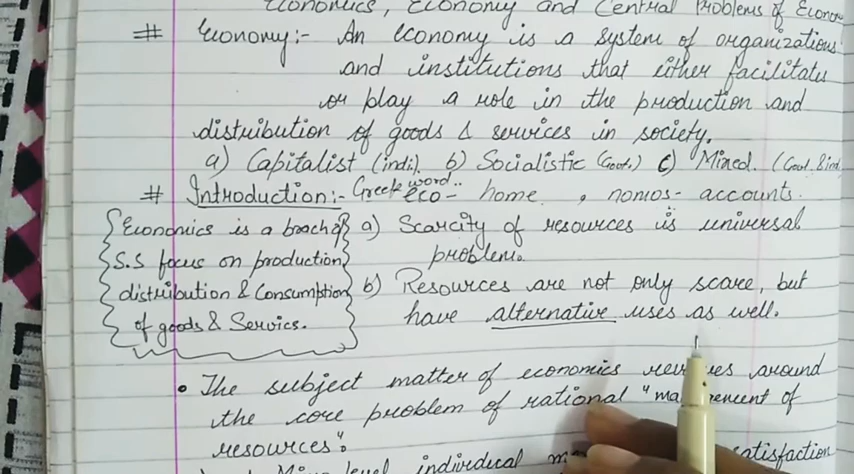 Economics, Economy and Central Problems of Econo
# Economy:- An economy is a system of organizations
and institutions that either facilitate
or play a role in the production and
distribution of goods & services in society.
a) Capitalist (indi). b) Socialistic (Govt.) c) Mixed. (Govt. & ind
# Introduction:- Greek word.. eco- home, nomos- accounts.
Economics is a brach of
S.S focus on production,
distribution & Consumption
of goods & Servics.
a) Scarcity of resources is universal
problem.
b) Resources are not only scare, but
have alternative uses as well.
• The subject matter of economics around
the core problem of rational " of
resources".
level individual satisfaction